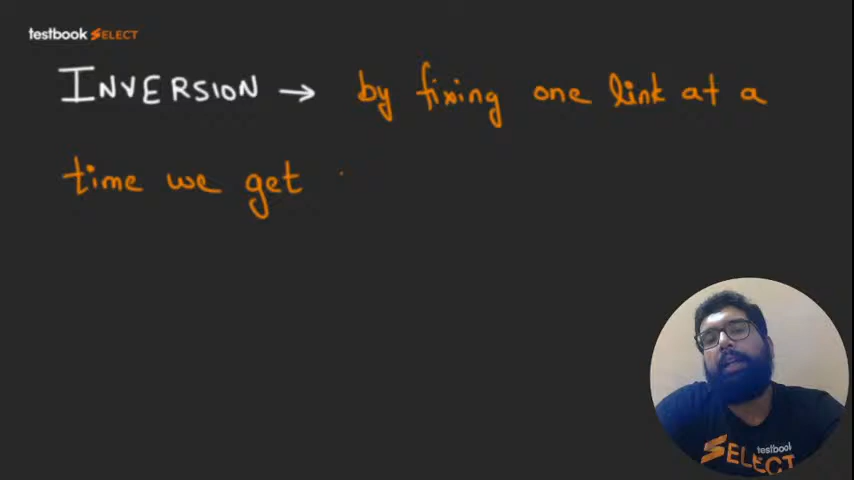 testbook SELECT
INVERSION → by fixing one link at a
time we get
testbook
SELECT